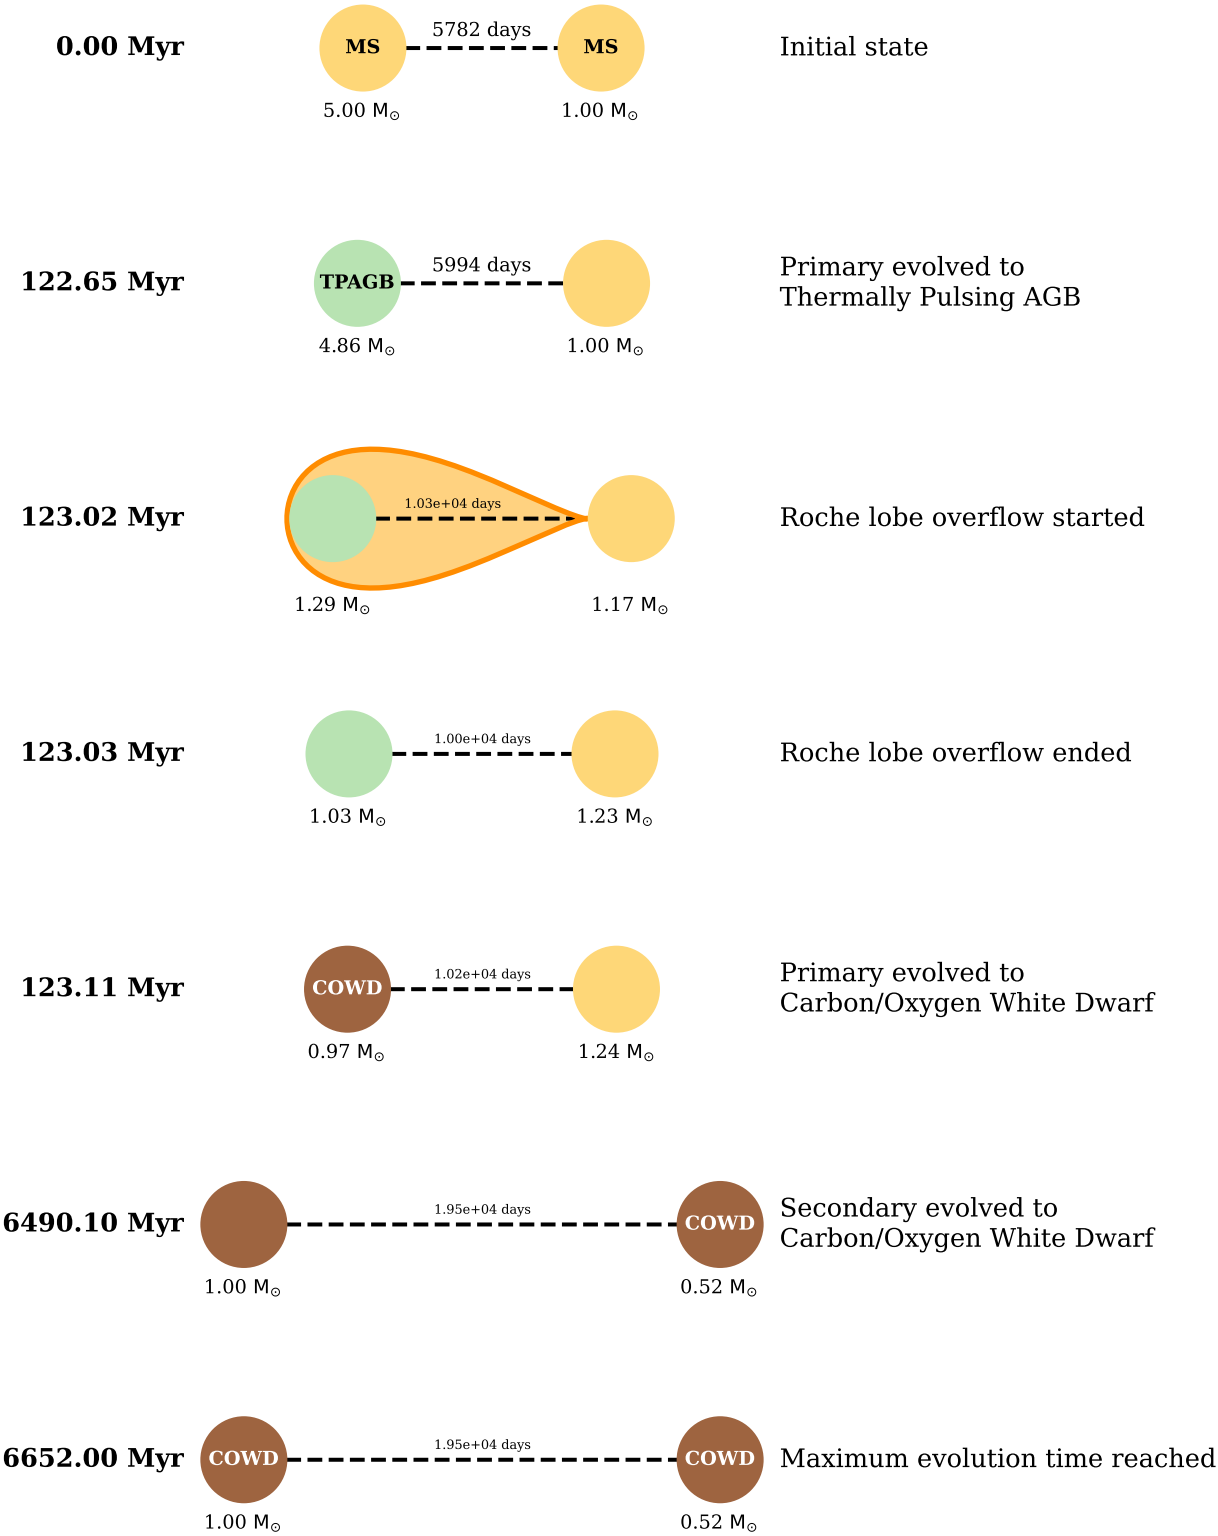 0.00 Myr
MS
5782 days
MS
Initial state
5.00 M☉
1.00 M☉
122.65 Myr
TPAGB
5994 days
Primary evolved to
Thermally Pulsing AGB
4.86 M☉
1.00 M☉
123.02 Myr
1.03e+04 days
Roche lobe overflow started
1.29 M☉
1.17 M☉
123.03 Myr
1.00e+04 days
Roche lobe overflow ended
1.03 M☉
1.23 M☉
123.11 Myr
COWD
1.02e+04 days
Primary evolved to
Carbon/Oxygen White Dwarf
0.97 M☉
1.24 M☉
6490.10 Myr
1.95e+04 days
COWD
Secondary evolved to
Carbon/Oxygen White Dwarf
1.00 M☉
0.52 M☉
6652.00 Myr
COWD
1.95e+04 days
COWD
Maximum evolution time reached
1.00 M☉
0.52 M☉